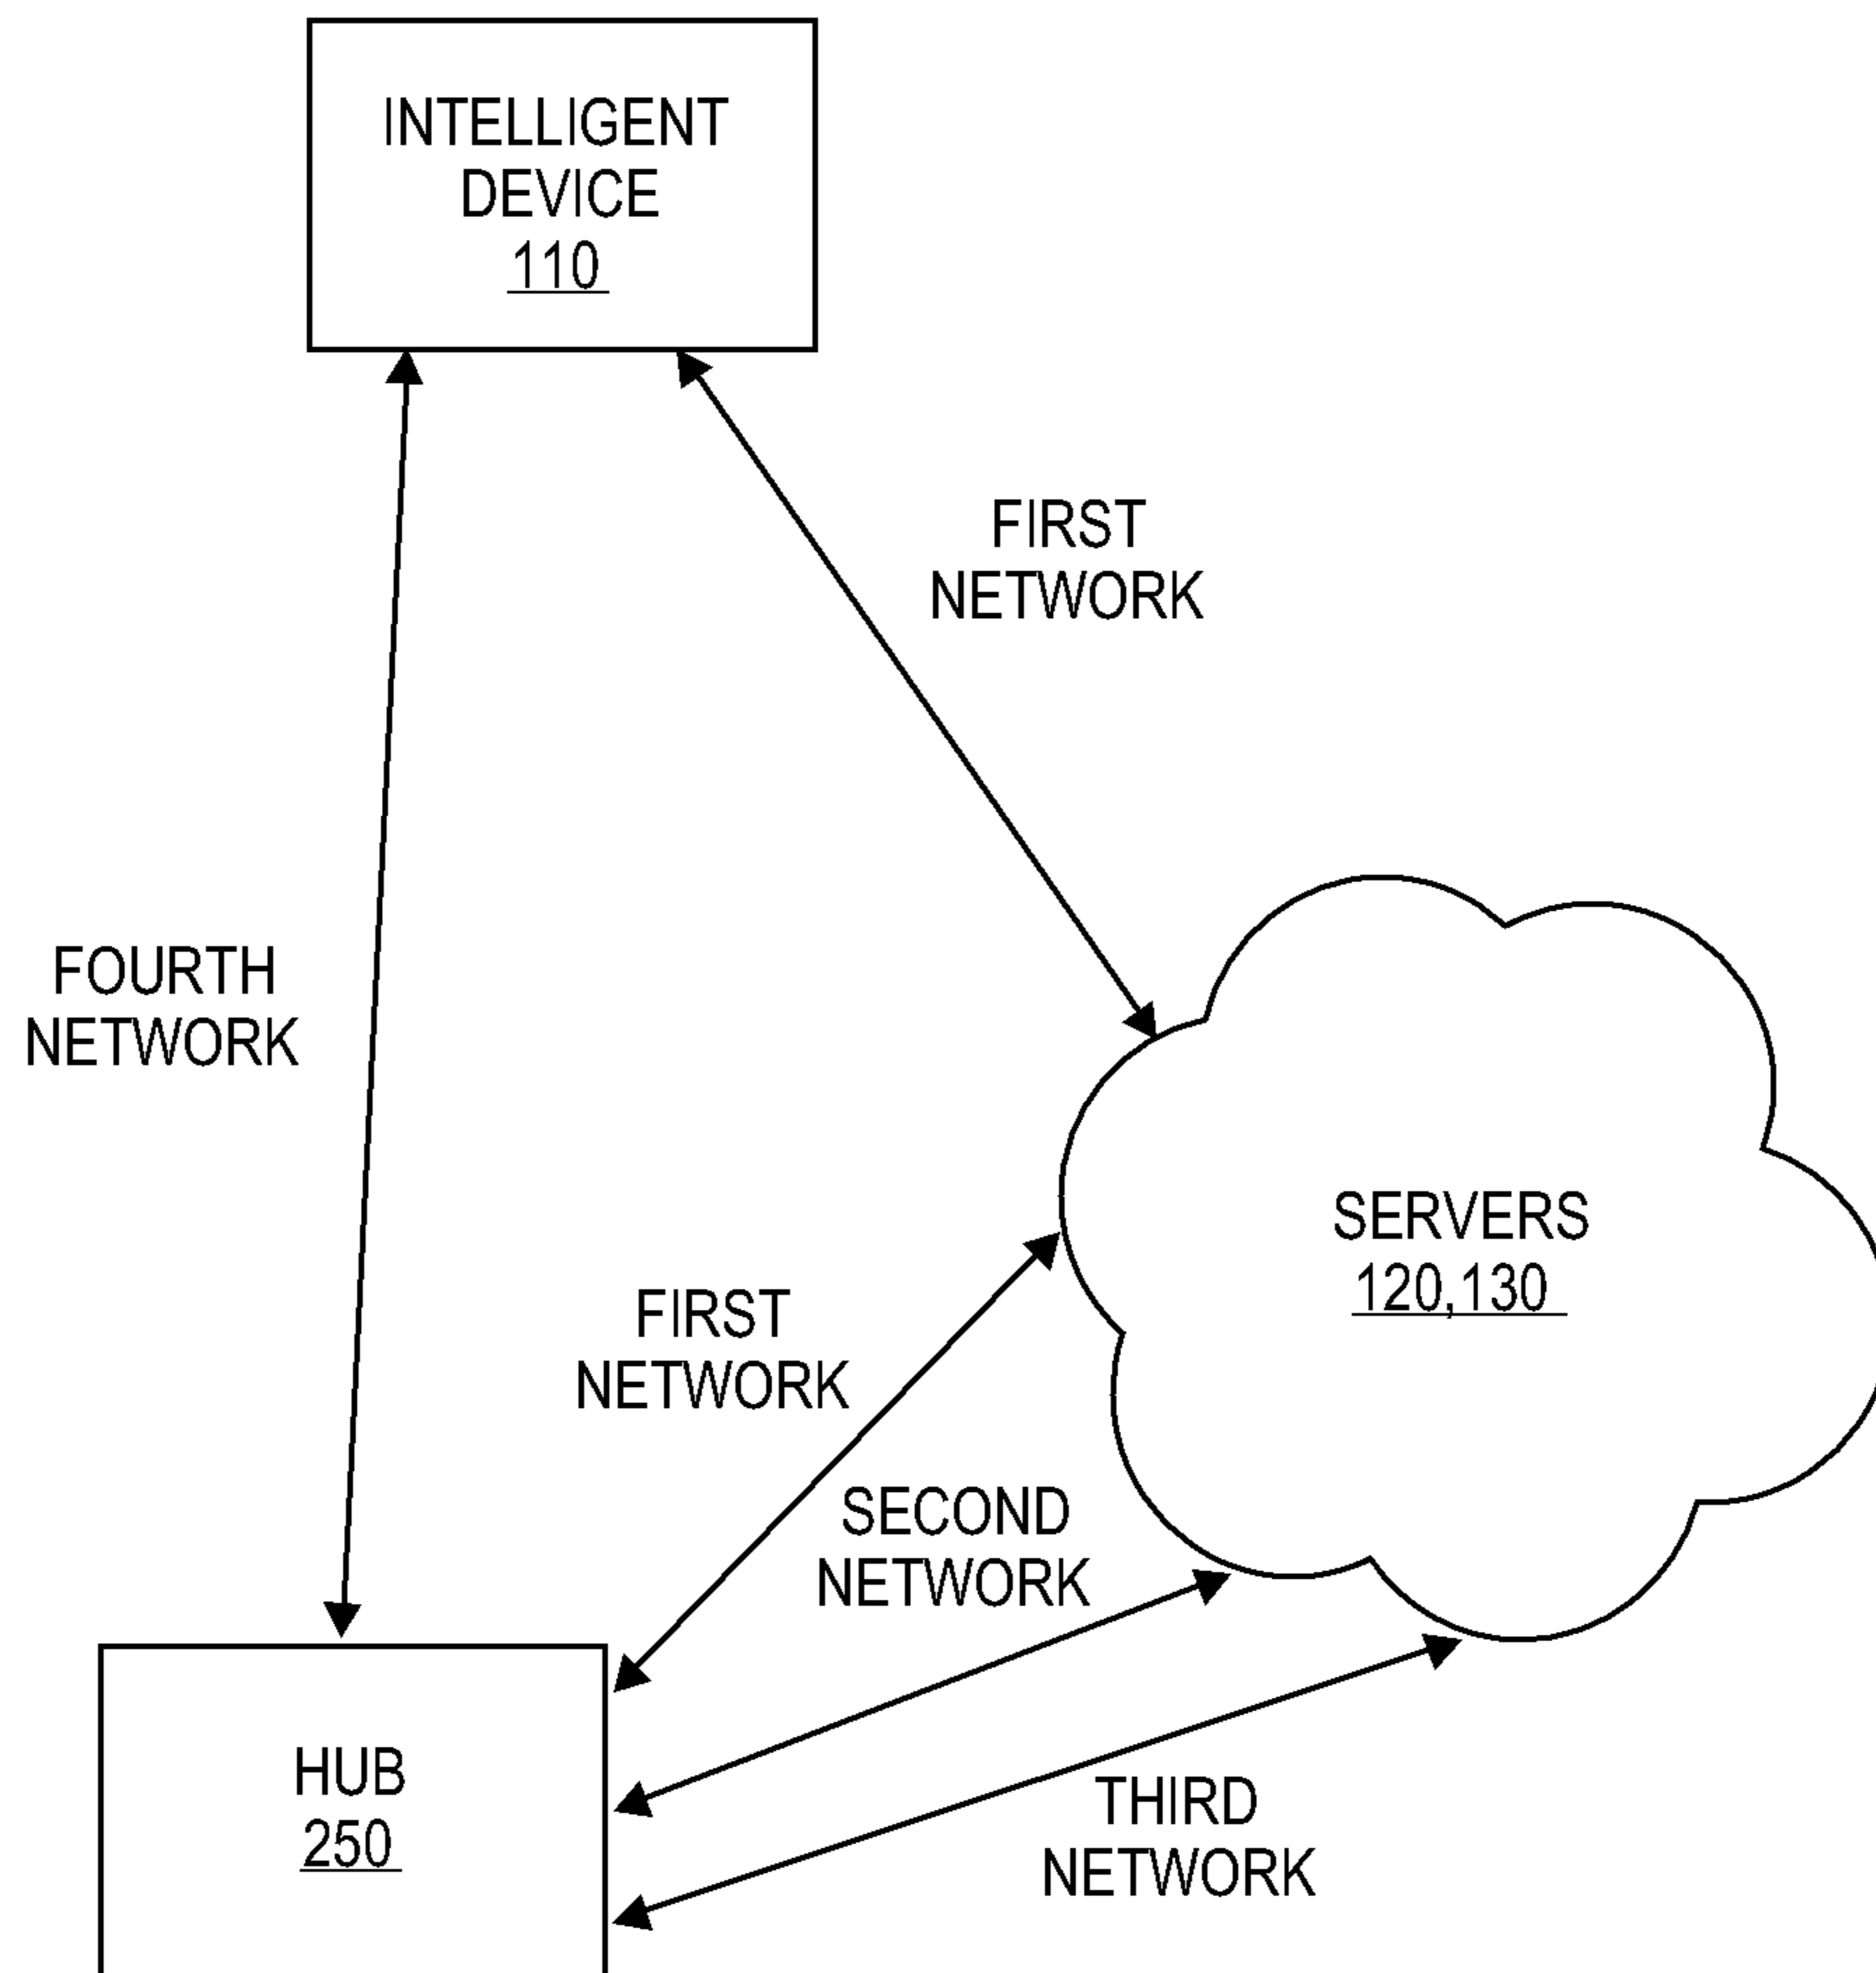 INTELLIGENT
DEVICE
110
FIRST
NETWORK
FOURTH
NETWORK
SERVERS
120,130
FIRST
NETWORK
SECOND
NETWORK
HUB
250
THIRD
NETWORK